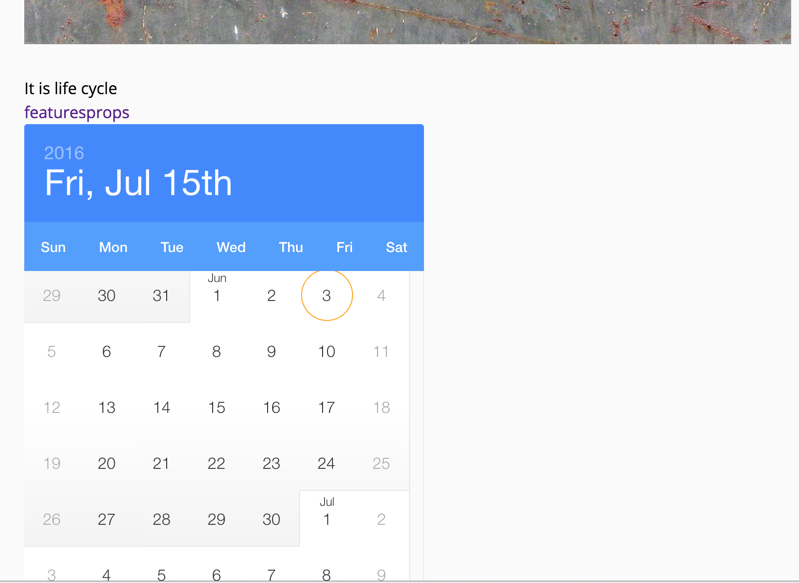 It is life cycle
featuresprops
2016
Fri, Jul 15th
Sun Mon Tue Wed Thu Fri Sat
Jun
29 30 31 1 2 3 4
5 6 7 8 9 10 11
12 13 14 15 16 17 18
19 20 21 22 23 24 25
Jul
26 27 28 29 30 1 2
3 4 5 6 7 8 9